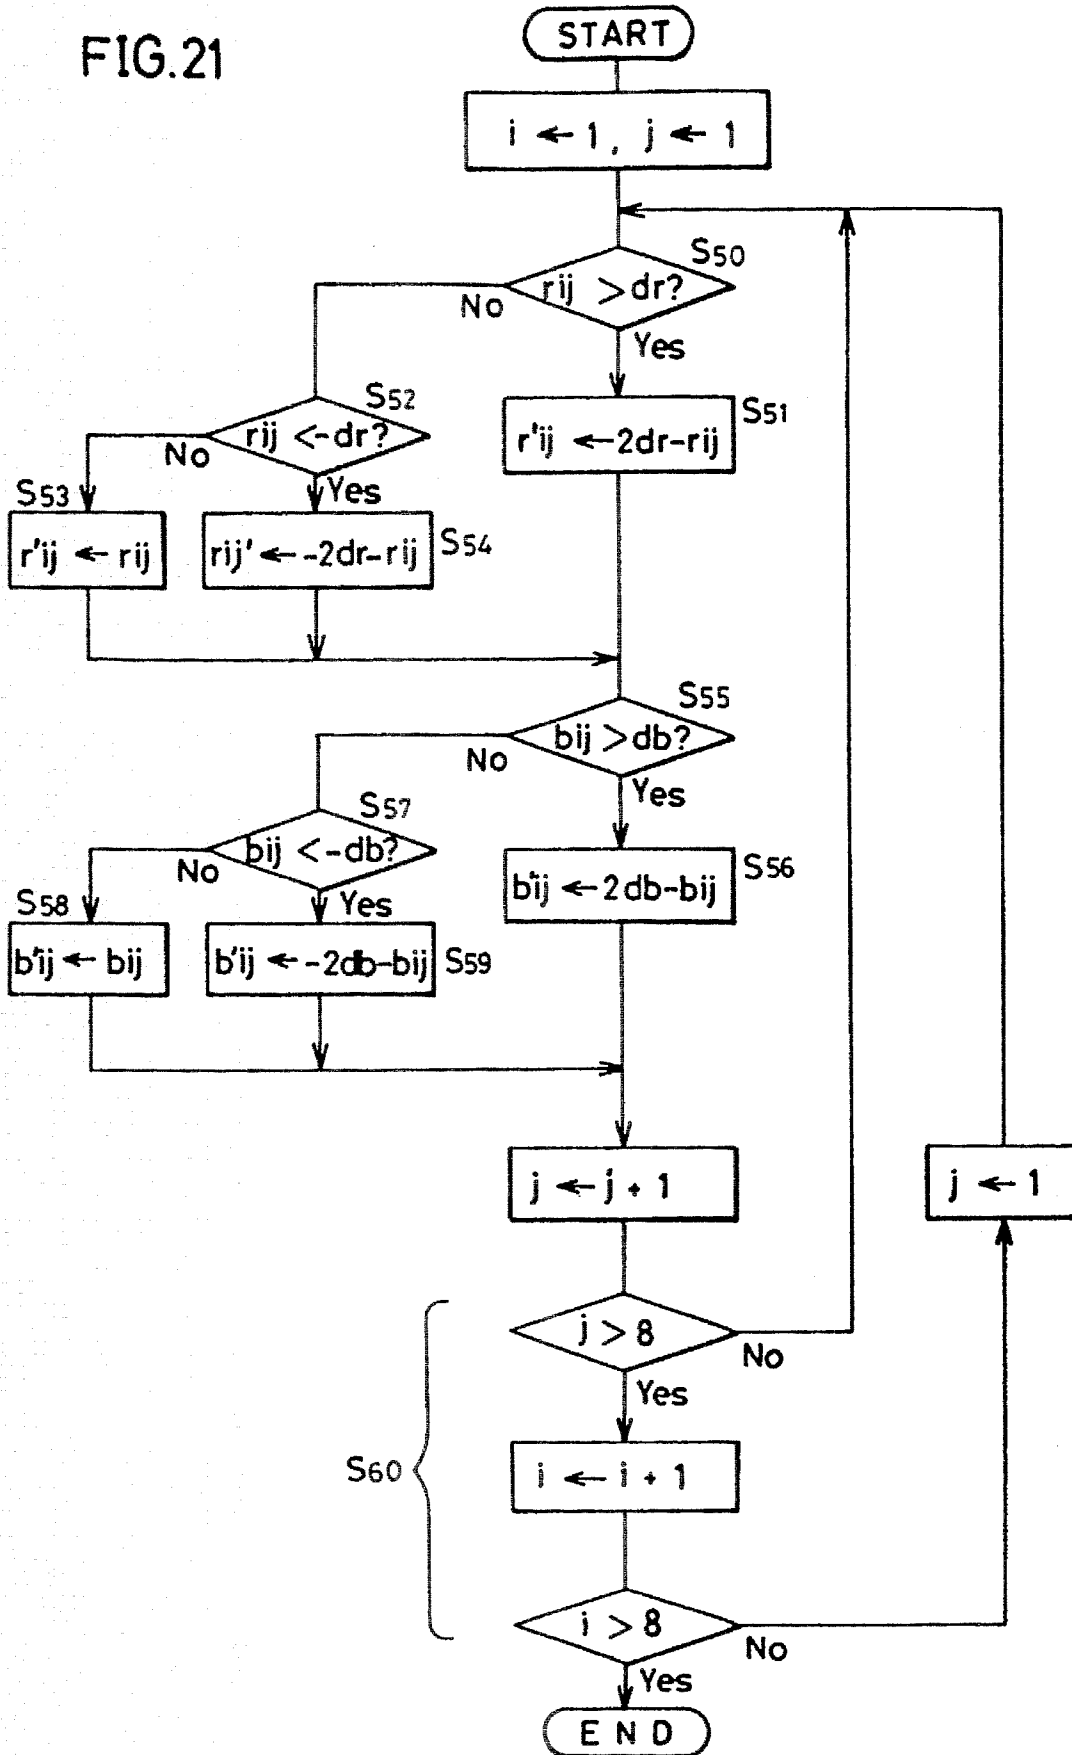 FIG.21
START
i ← 1, j ← 1
S50
rij > dr?
No
Yes
S52
rij < -dr?
No
Yes
S51
r'ij ← 2dr-rij
S53
r'ij ← rij
rij' ← -2dr-rij
S54
S55
bij > db?
No
Yes
S57
bij < -db?
No
Yes
S56
b'ij ← 2db-bij
S58
b'ij ← bij
b'ij ← -2db-bij
S59
j ← j + 1
j ← 1
j > 8
No
Yes
S60
i ← i + 1
i > 8
No
Yes
END